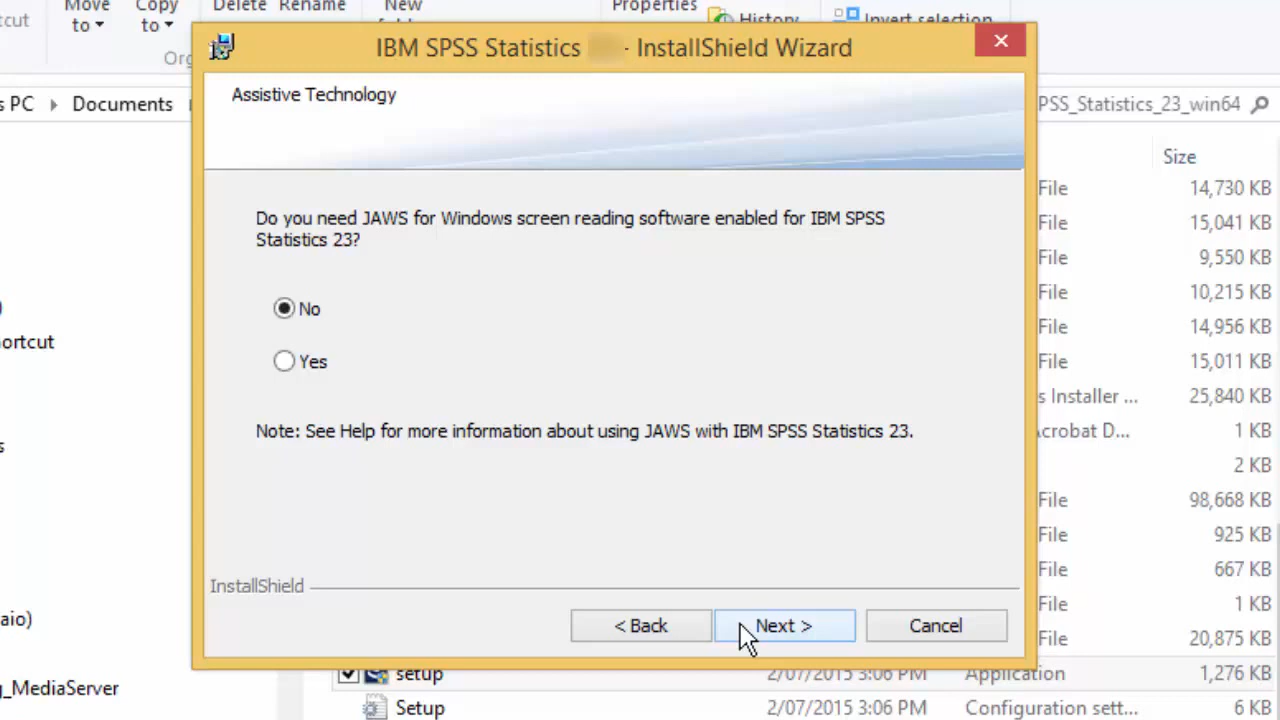 cut
Move
to
Copy
to
Delete
Rename
New
Properties
History
Invert selection
IBM SPSS Statistics - InstallShield Wizard
s PC
Documents
PSS_Statistics_23_win64
Assistive Technology
Size
File 14,730 KB
Do you need JAWS for Windows screen reading software enabled for IBM SPSS
Statistics 23?
File 15,041 KB
File 9,550 KB
File 10,215 KB
No
ortcut
File 14,956 KB
Yes
File 15,011 KB
s Installer ... 25,840 KB
Note: See Help for more information about using JAWS with IBM SPSS Statistics 23.
Acrobat D... 1 KB
s
2 KB
File 98,668 KB
File 925 KB
File 667 KB
InstallShield
File 1 KB
aio)
< Back
Next >
Cancel
File 20,875 KB
setup 2/07/2015 3:06 PM Application 1,276 KB
_MediaServer
Setup 2/07/2015 3:06 PM Configuration sett... 6 KB